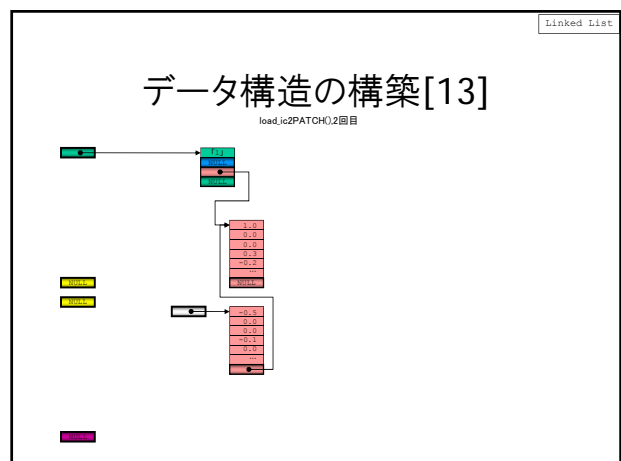 Linked List
データ構造の構築[13]
load_ic2PATCH(),2回目
「i」
NULL
NULL
1.0
0.0
0.0
0.3
-0.2
…
NULL
NULL
NULL
-0.5
0.0
0.0
-0.1
0.0
…
NULL